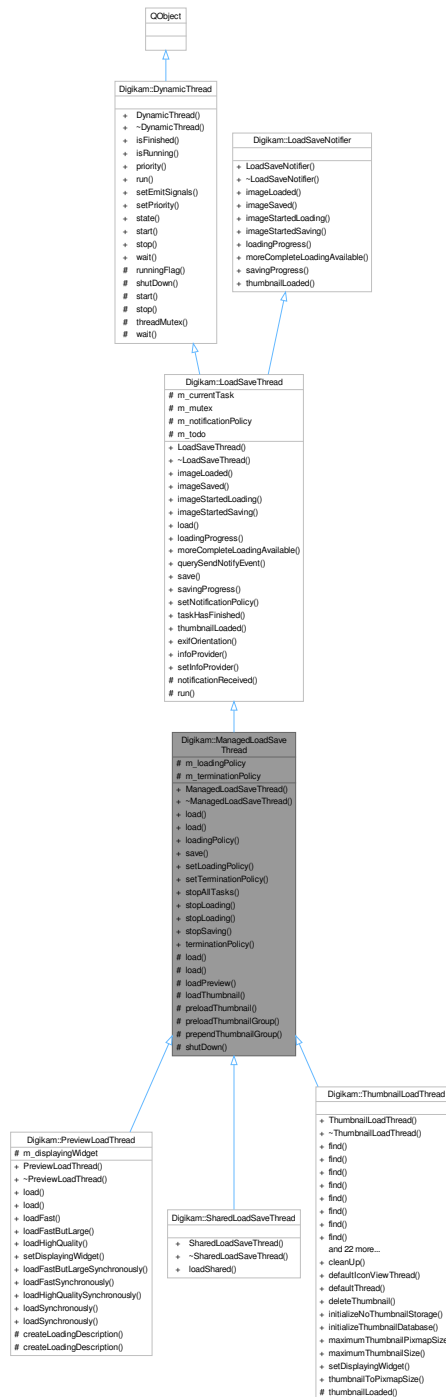 QObject
Digikam::DynamicThread
+ DynamicThread()
+ ~DynamicThread()
+ isFinished()
+ isRunning()
+ priority()
+ run()
+ setEmitSignals()
+ setPriority()
+ state()
+ start()
+ stop()
+ wait()
# runningFlag()
# shutDown()
# start()
# stop()
# threadMutex()
# wait()
Digikam::LoadSaveNotifier
+ LoadSaveNotifier()
+ ~LoadSaveNotifier()
+ imageLoaded()
+ imageSaved()
+ imageStartedLoading()
+ imageStartedSaving()
+ loadingProgress()
+ moreCompleteLoadingAvailable()
+ savingProgress()
+ thumbnailLoaded()
Digikam::LoadSaveThread
# m_currentTask
# m_mutex
# m_notificationPolicy
# m_todo
+ LoadSaveThread()
+ ~LoadSaveThread()
+ imageLoaded()
+ imageSaved()
+ imageStartedLoading()
+ imageStartedSaving()
+ load()
+ loadingProgress()
+ moreCompleteLoadingAvailable()
+ querySendNotifyEvent()
+ save()
+ savingProgress()
+ setNotificationPolicy()
+ taskHasFinished()
+ thumbnailLoaded()
+ exifOrientation()
+ infoProvider()
+ setInfoProvider()
# notificationReceived()
# run()
Digikam::ManagedLoadSave
Thread
# m_loadingPolicy
# m_terminationPolicy
+ ManagedLoadSaveThread()
+ ~ManagedLoadSaveThread()
+ load()
+ load()
+ loadingPolicy()
+ save()
+ setLoadingPolicy()
+ setTerminationPolicy()
+ stopAllTasks()
+ stopLoading()
+ stopLoading()
+ stopSaving()
+ terminationPolicy()
# load()
# load()
# loadPreview()
# loadThumbnail()
# preloadThumbnail()
# preloadThumbnailGroup()
# prependThumbnailGroup()
# shutDown()
Digikam::PreviewLoadThread
# m_displayingWidget
+ PreviewLoadThread()
+ ~PreviewLoadThread()
+ load()
+ load()
+ loadFast()
+ loadFastButLarge()
+ loadHighQuality()
+ setDisplayingWidget()
+ loadFastButLargeSynchronously()
+ loadFastSynchronously()
+ loadHighQualitySynchronously()
+ loadSynchronously()
+ loadSynchronously()
# createLoadingDescription()
# createLoadingDescription()
Digikam::SharedLoadSaveThread
+ SharedLoadSaveThread()
+ ~SharedLoadSaveThread()
+ loadShared()
Digikam::ThumbnailLoadThread
+ ThumbnailLoadThread()
+ ~ThumbnailLoadThread()
+ find()
+ find()
+ find()
+ find()
+ find()
+ find()
+ find()
+ find()
and 22 more...
+ cleanUp()
+ defaultIconViewThread()
+ defaultThread()
+ deleteThumbnail()
+ initializeNoThumbnailStorage()
+ initializeThumbnailDatabase()
+ maximumThumbnailPixmapSize
+ maximumThumbnailSize()
+ setDisplayingWidget()
+ thumbnailToPixmapSize()
# thumbnailLoaded()